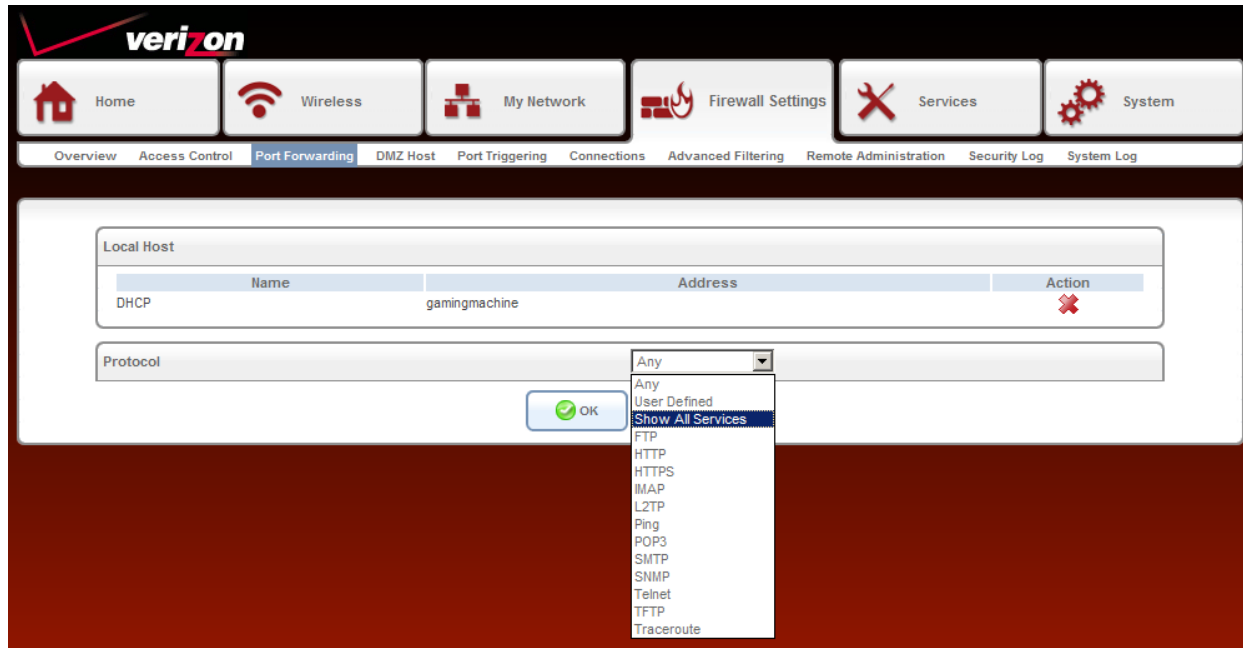 verizon
Home Wireless My Network Firewall Settings Services System
Overview Access Control Port Forwarding DMZ Host Port Triggering Connections Advanced Filtering Remote Administration Security Log System Log
Local Host
Name Address Action
DHCP gamingmachine
Protocol Any
Any
User Defined
OK
Show All Services
FTP
HTTP
HTTPS
IMAP
L2TP
Ping
POP3
SMTP
SNMP
Telnet
TFTP
Traceroute